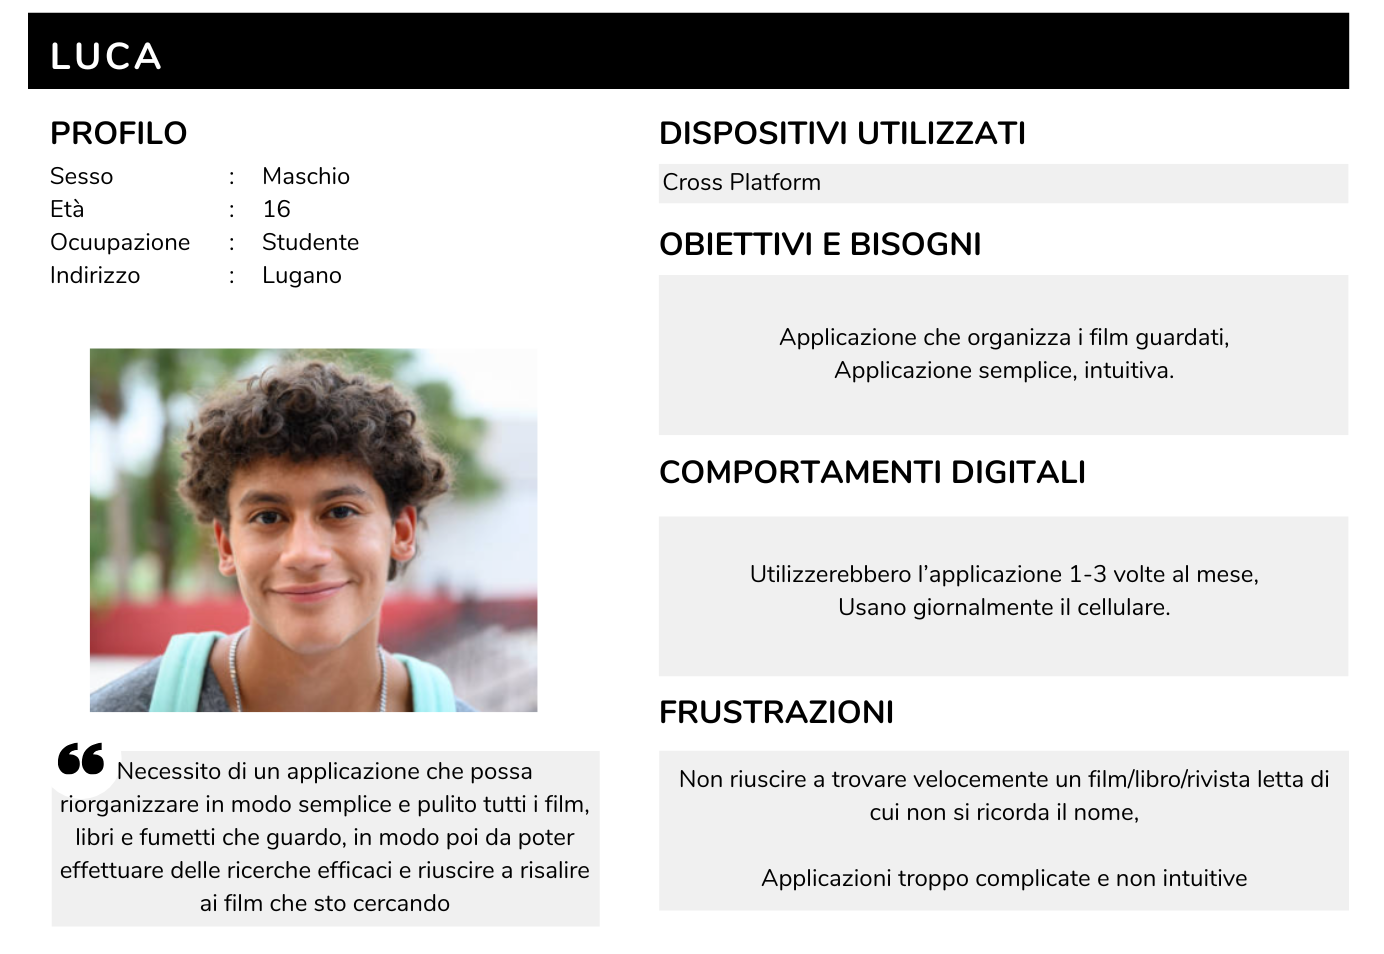 LUCA
PROFILO
Sesso : Maschio
Età : 16
Ocuupazione : Studente
Indirizzo : Lugano
“
Necessito di un applicazione che possa
riorganizzare in modo semplice e pulito tutti i film,
libri e fumetti che guardo, in modo poi da poter
effettuare delle ricerche efficaci e riuscire a risalire
ai film che sto cercando
DISPOSITIVI UTILIZZATI
Cross Platform
OBIETTIVI E BISOGNI
Applicazione che organizza i film guardati,
Applicazione semplice, intuitiva.
COMPORTAMENTI DIGITALI
Utilizzerebbero l’applicazione 1-3 volte al mese,
Usano giornalmente il cellulare.
FRUSTRAZIONI
Non riuscire a trovare velocemente un film/libro/rivista letta di
cui non si ricorda il nome,
Applicazioni troppo complicate e non intuitive